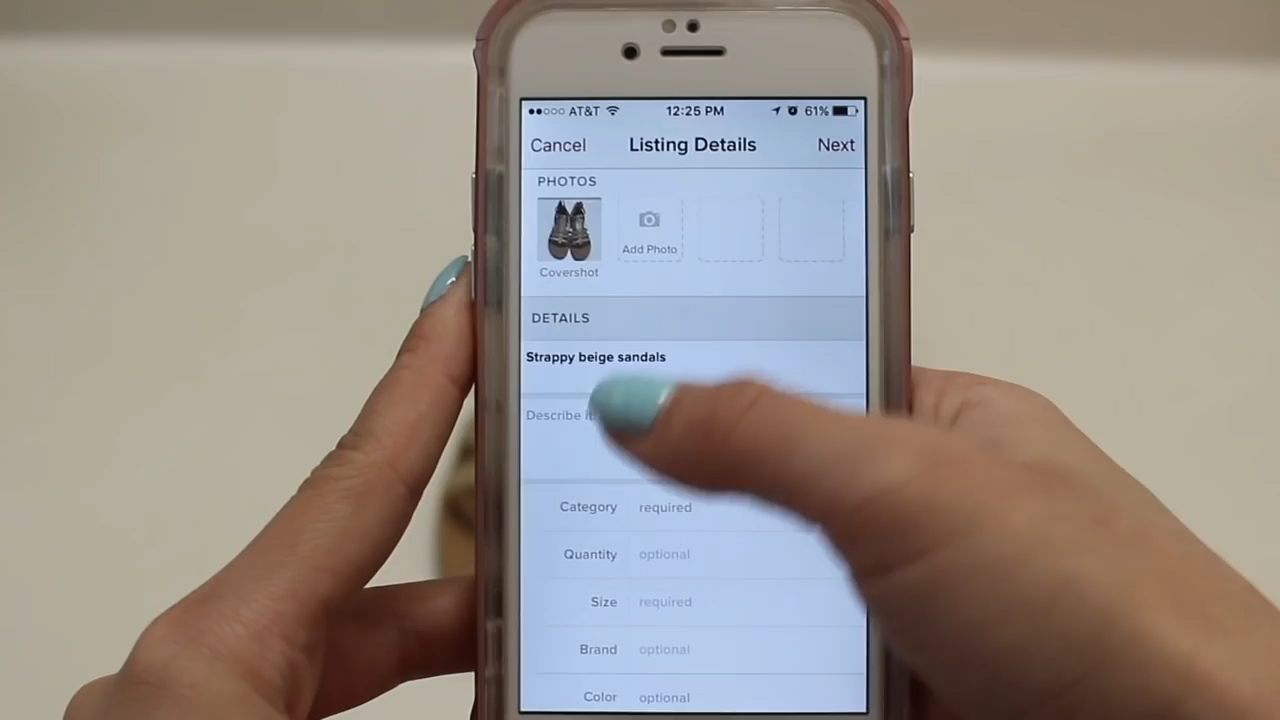 AT&T 12:25 PM 61%
Cancel Listing Details Next
PHOTOS
Add Photo
Covershot
DETAILS
Strappy beige sandals
Describe it
Category required
Quantity optional
Size required
Brand optional
Color optional